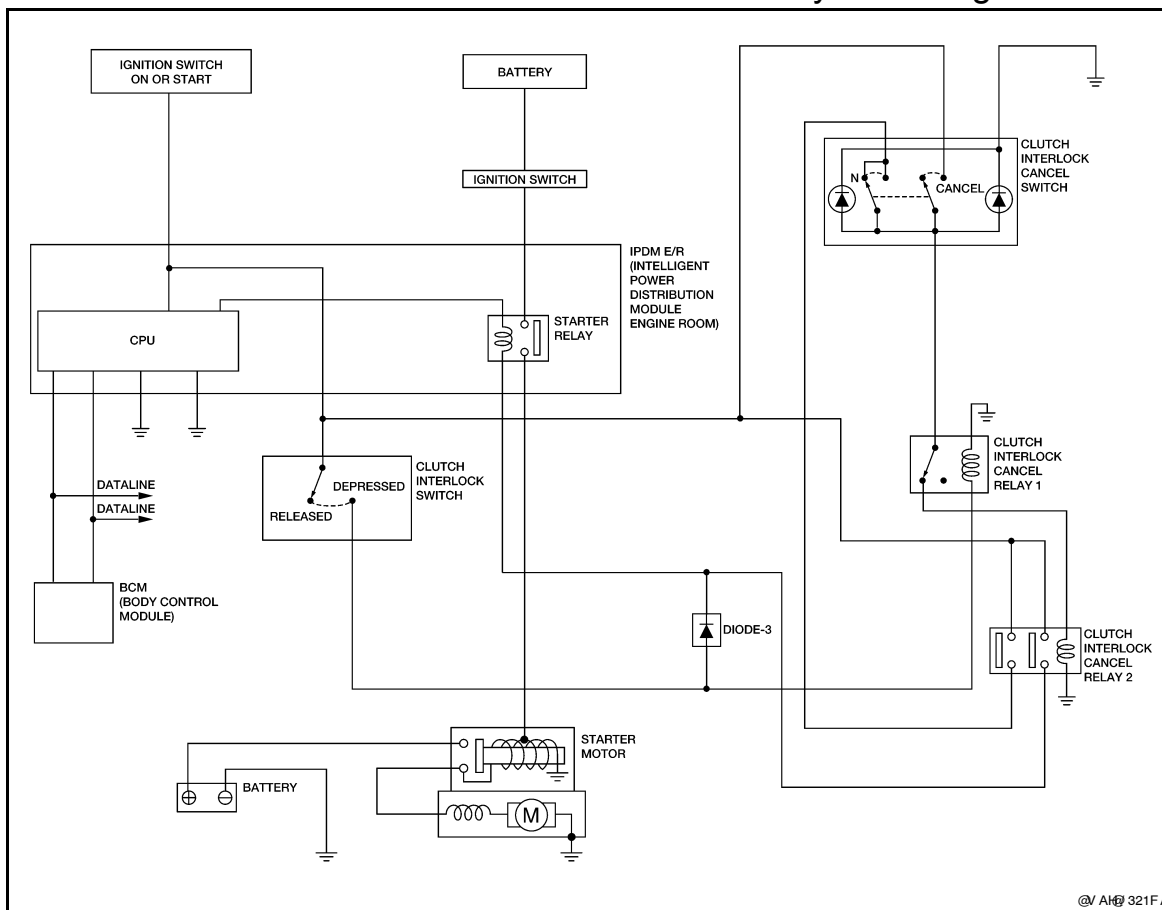 IGNITION SWITCH
ON OR START
BATTERY
IGNITION SWITCH
CLUTCH
INTERLOCK
CANCEL
SWITCH
N
CANCEL
IPDM E/R
(INTELLIGENT
POWER
DISTRIBUTION
MODULE
ENGINE ROOM)
CPU
STARTER
RELAY
CLUTCH
INTERLOCK
CANCEL
RELAY 1
CLUTCH
INTERLOCK
SWITCH
DEPRESSED
RELEASED
DATALINE
DATALINE
BCM
(BODY CONTROL
MODULE)
DIODE-3
CLUTCH
INTERLOCK
CANCEL
RELAY 2
STARTER
MOTOR
BATTERY
M
321F